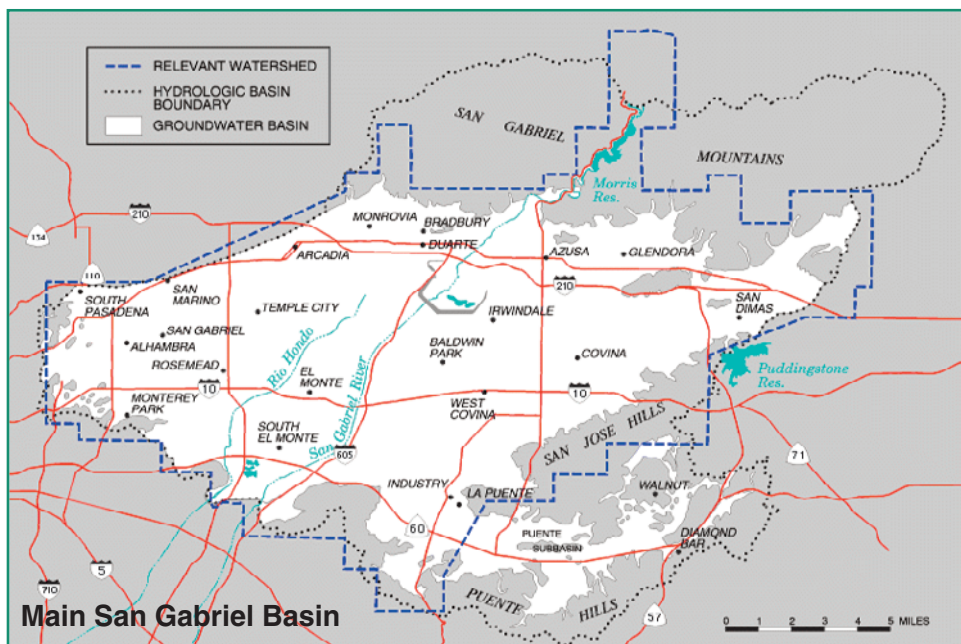 RELEVANT WATERSHED
HYDROLOGIC BASIN
BOUNDARY
GROUNDWATER BASIN
SAN GABRIEL
MOUNTAINS
Morris
Res.
MONROVIA
BRADBURY
DUARTE
210
134
ARCADIA
AZUSA
GLENDORA
110
SOUTH
PASADENA
SAN
MARINO
210
TEMPLE CITY
SAN
DIMAS
IRWINDALE
SAN GABRIEL
ALHAMBRA
Rio Hondo
BALDWIN
PARK
COVINA
Puddingstone
Res.
ROSEMEAD
EL
MONTE
10
10
WEST
COVINA
MONTEREY
PARK
San Gabriel River
SAN JOSE HILLS
SOUTH
EL MONTE
605
71
INDUSTRY
LA PUENTE
WALNUT
60
PUENTE
SUBBASIN
DIAMOND
BAR
5
710
PUENTE
HILLS
57
Main San Gabriel Basin
0 1 2 3 4 5 MILES